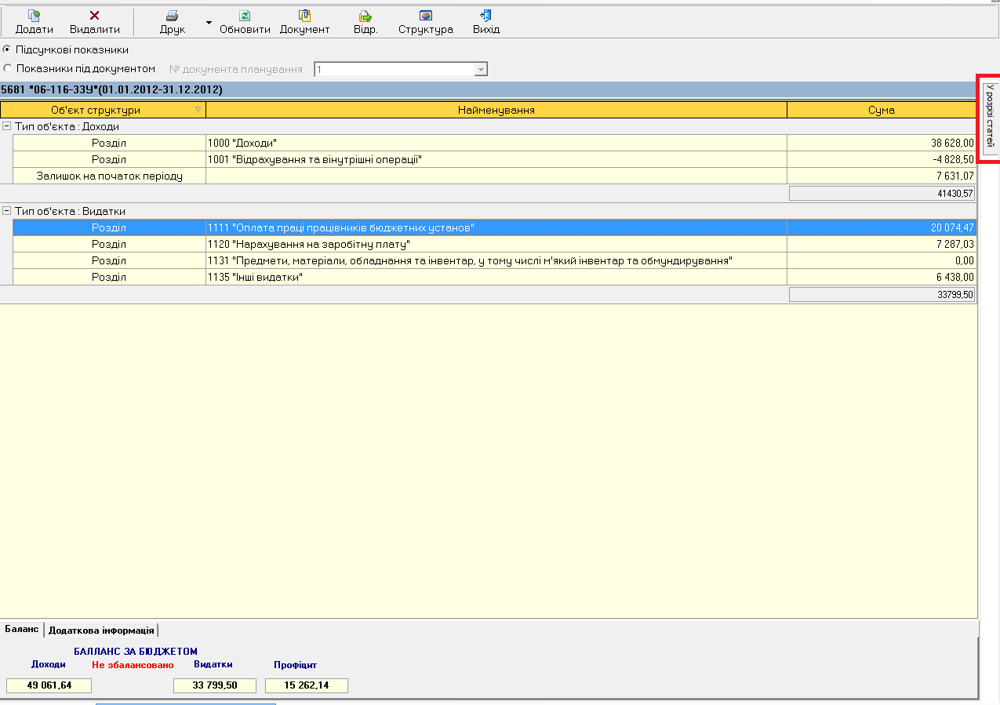 Додати Видалити Друк Обновити Документ Відр. Структура Вихід
Підсумкові показники
Показники під документом № документа планування 1
5681 "06-116-33У"(01.01.2012-31.12.2012)
У розрізі статей
Об'єкт структури Найменування Сума
Тип об'єкта : Доходи
Розділ 1000 "Доходи" 38 628,00
Розділ 1001 "Відрахування та вінутрішні операції" -4 828,50
Залишок на початок періоду 7 631,07
41430,57
Тип об'єкта : Видатки
Розділ 1111 "Оплата праці працівників бюджетних установ" 20 074,47
Розділ 1120 "Нарахування на заробітну плату" 7 287,03
Розділ 1131 "Предмети, матеріали, обладнання та інвентар, у тому числі м'який інвентар та обмундирування" 0,00
Розділ 1135 "Інші видатки" 6 438,00
33799,50
Баланс Додаткова інформація
БАЛЛАНС ЗА БЮДЖЕТОМ
Доходи Не збалансовано Видатки Профіцит
49 061,64 33 799,50 15 262,14